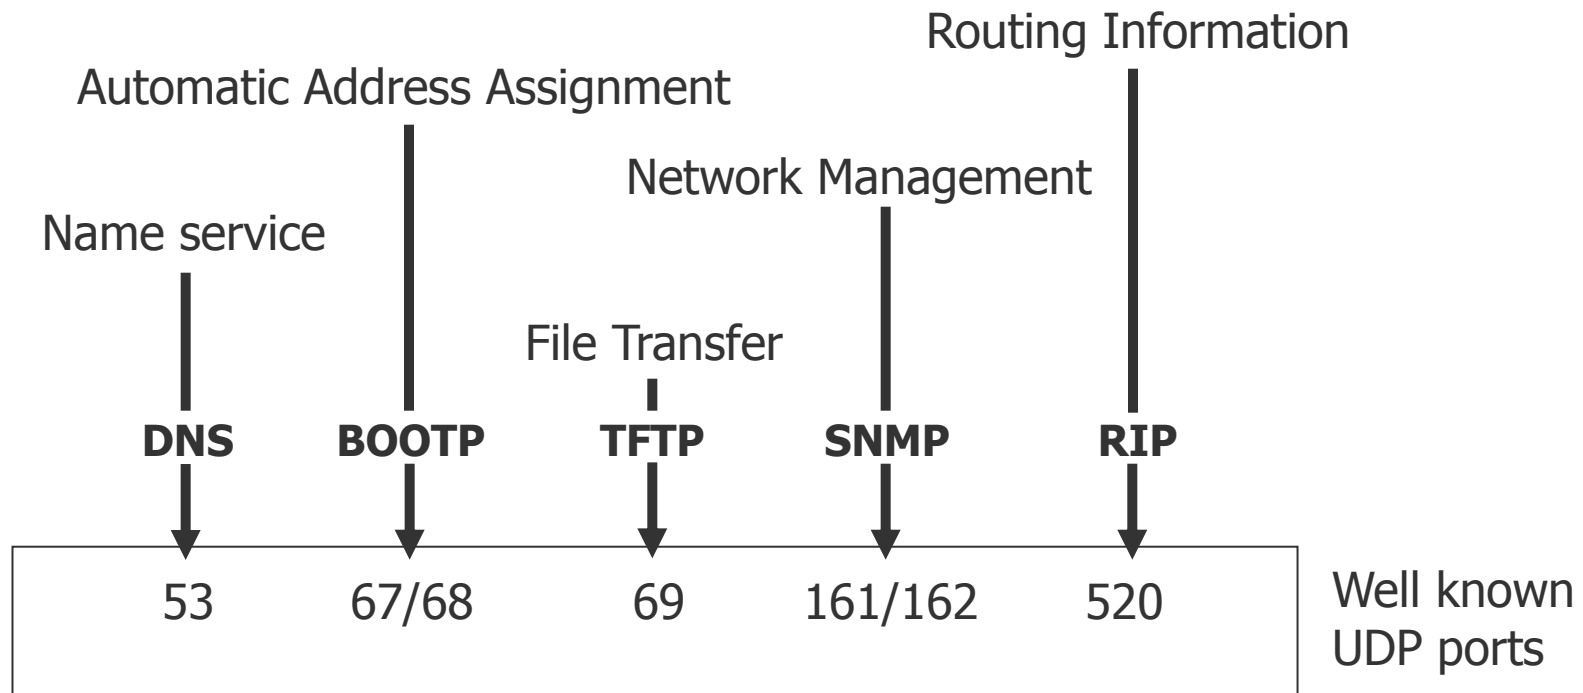 Routing Information
Automatic Address Assignment
Network Management
Name service
File Transfer
DNS BOOTP TFTP SNMP RIP
53 67/68 69 161/162 520
Well known
UDP ports